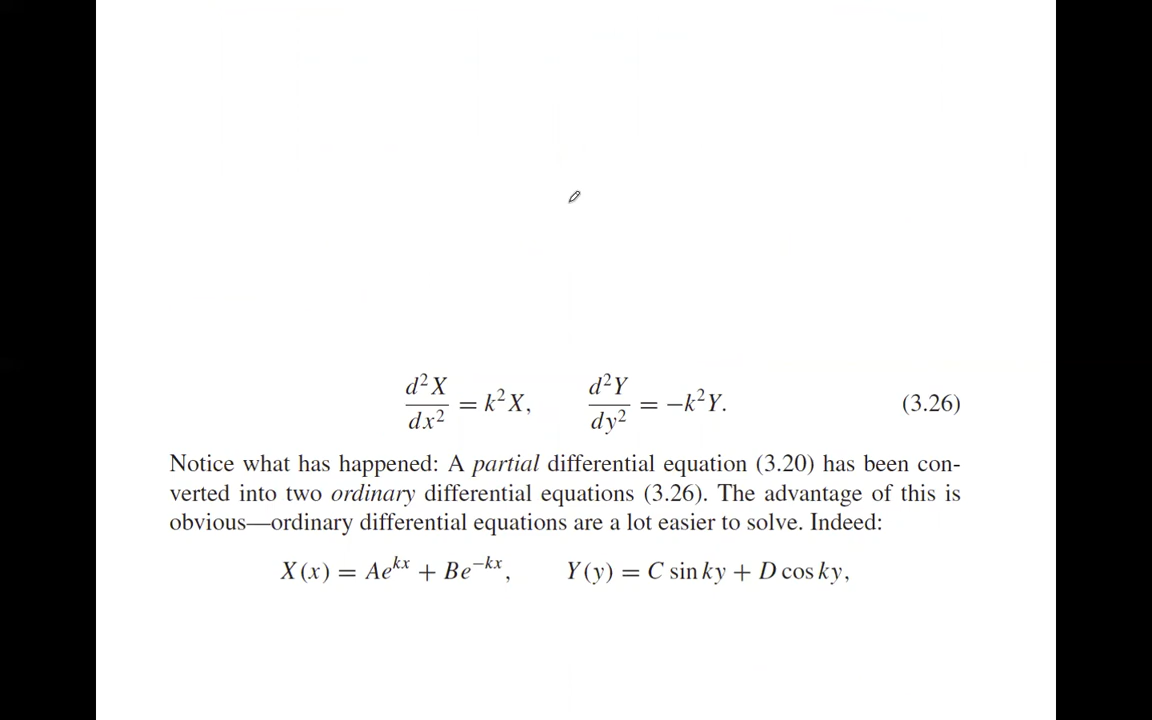 d²X/dx² = k²X, d²Y/dy² = −k²Y. (3.26)
Notice what has happened: A partial differential equation (3.20) has been con-
verted into two ordinary differential equations (3.26). The advantage of this is
obvious—ordinary differential equations are a lot easier to solve. Indeed:
X(x) = Ae^{kx} + Be^{−kx}, Y(y) = C sin ky + D cos ky,